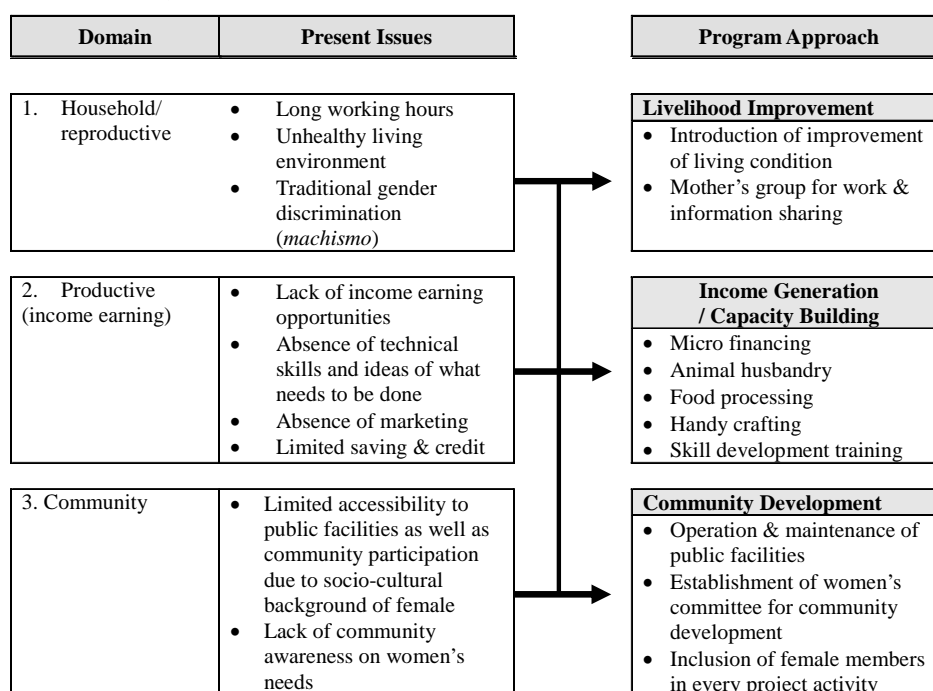 Domain
Present Issues
Program Approach
1. Household/
reproductive
• Long working hours
• Unhealthy living
environment
• Traditional gender
discrimination
(machismo)
Livelihood Improvement
• Introduction of improvement
of living condition
• Mother's group for work &
information sharing
2. Productive
(income earning)
• Lack of income earning
opportunities
• Absence of technical
skills and ideas of what
needs to be done
• Absence of marketing
• Limited saving & credit
Income Generation
/ Capacity Building
• Micro financing
• Animal husbandry
• Food processing
• Handy crafting
• Skill development training
3. Community
• Limited accessibility to
public facilities as well as
community participation
due to socio-cultural
background of female
• Lack of community
awareness on women's
needs
Community Development
• Operation & maintenance of
public facilities
• Establishment of women's
committee for community
development
• Inclusion of female members
in every project activity